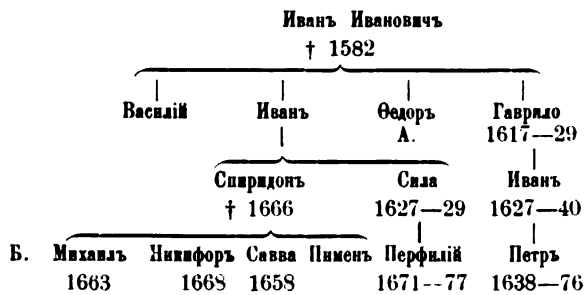 Иванъ Ивановичъ
† 1582
Василій Иванъ Ѳедоръ Гаврило
А. 1617—29
Спиридонъ Сила Иванъ
† 1666 1627—29 1627—40
Б. Михаилъ Никифоръ Савва Пименъ Перфилій Петръ
1663 1668 1658 1671—77 1638—76